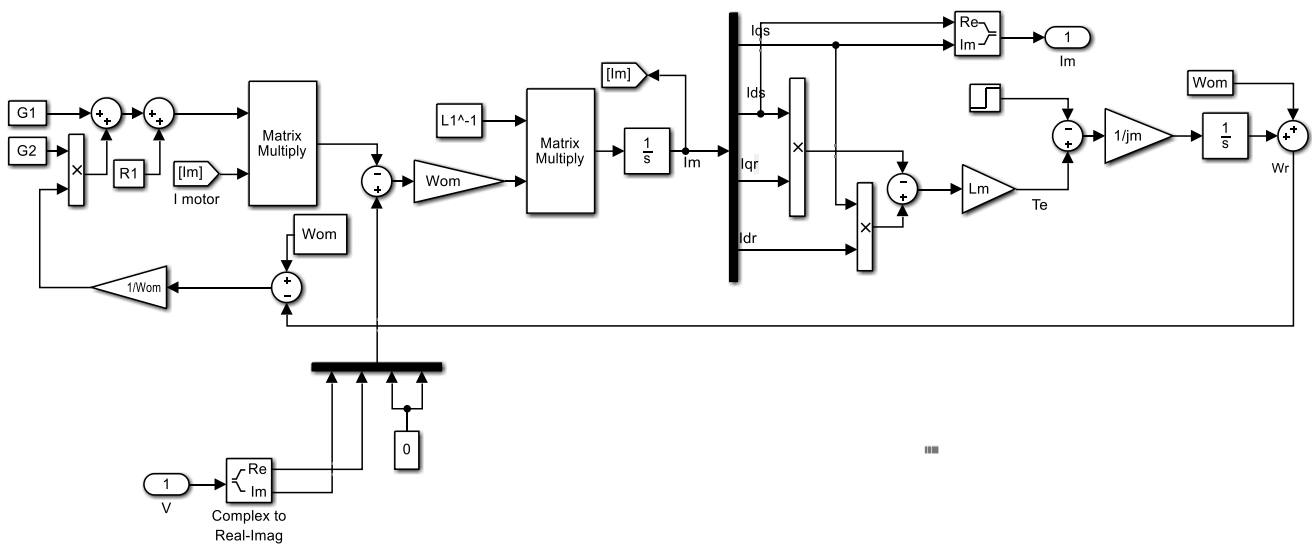 Re
Im
1
Im
Iqs
[Im]
Wom
G1
G2
×
R1
Matrix
Multiply
[Im]
I motor
Wom
L1^-1
Matrix
Multiply
1
s
Im
Ids
Iqr
Idr
×
×
Lm
Te
1/jm
1
s
Wr
Wom
1/Wom
0
1
V
Re
Im
Complex to
Real-Imag